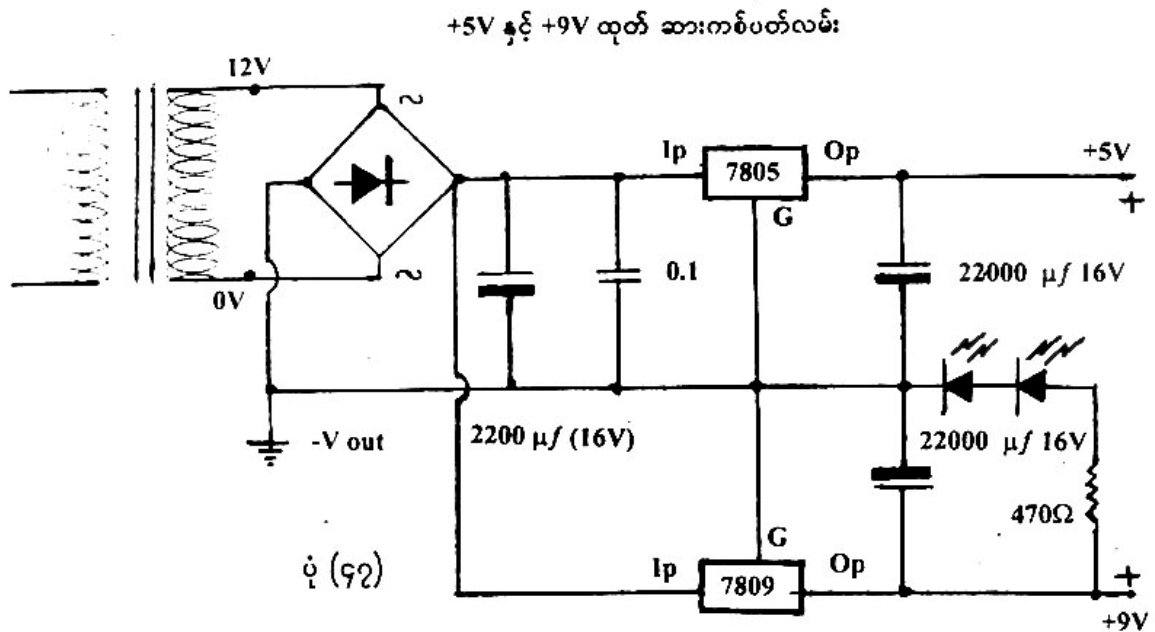 +5V နှင့် +9V ထုတ် ဆားကစ်ပတ်လမ်း
12V
Ip
7805
Op
+5V
+
G
0.1
22000 μf 16V
0V
-V out
2200 μf (16V)
22000 μf 16V
470Ω
G
ပုံ (၄၇)
Ip
7809
Op
+
+9V